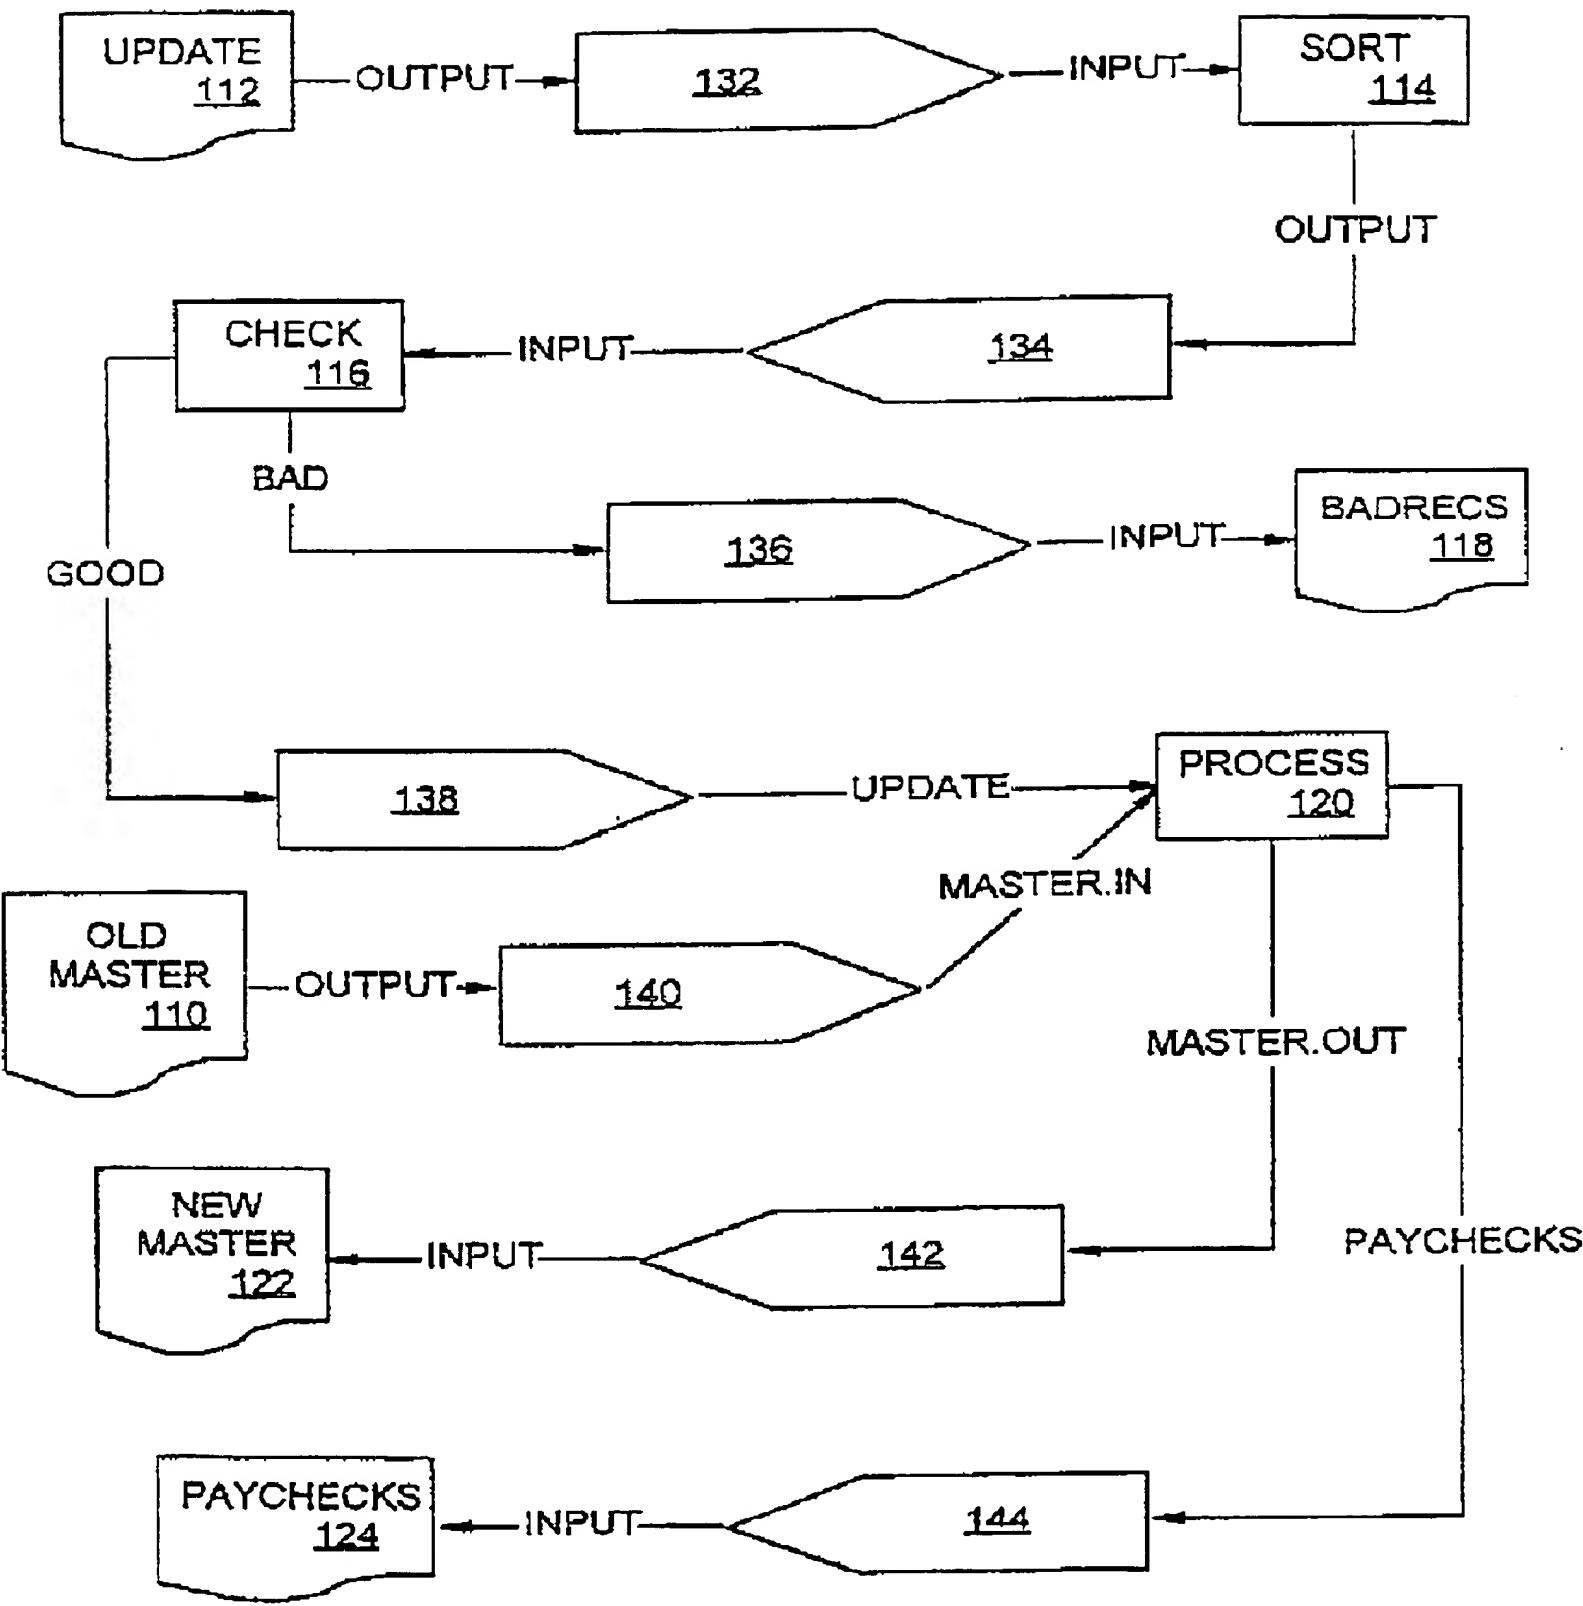 UPDATE
112
OUTPUT
132
INPUT
SORT
114
OUTPUT
CHECK
116
INPUT
134
BAD
GOOD
136
INPUT
BADRECS
118
138
UPDATE
PROCESS
120
MASTER.IN
OLD
MASTER
110
OUTPUT
140
MASTER.OUT
NEW
MASTER
122
INPUT
142
PAYCHECKS
PAYCHECKS
124
INPUT
144